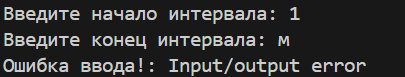 Введите начало интервала: 1
Введите конец интервала: м
Ошибка ввода!: Input/output error